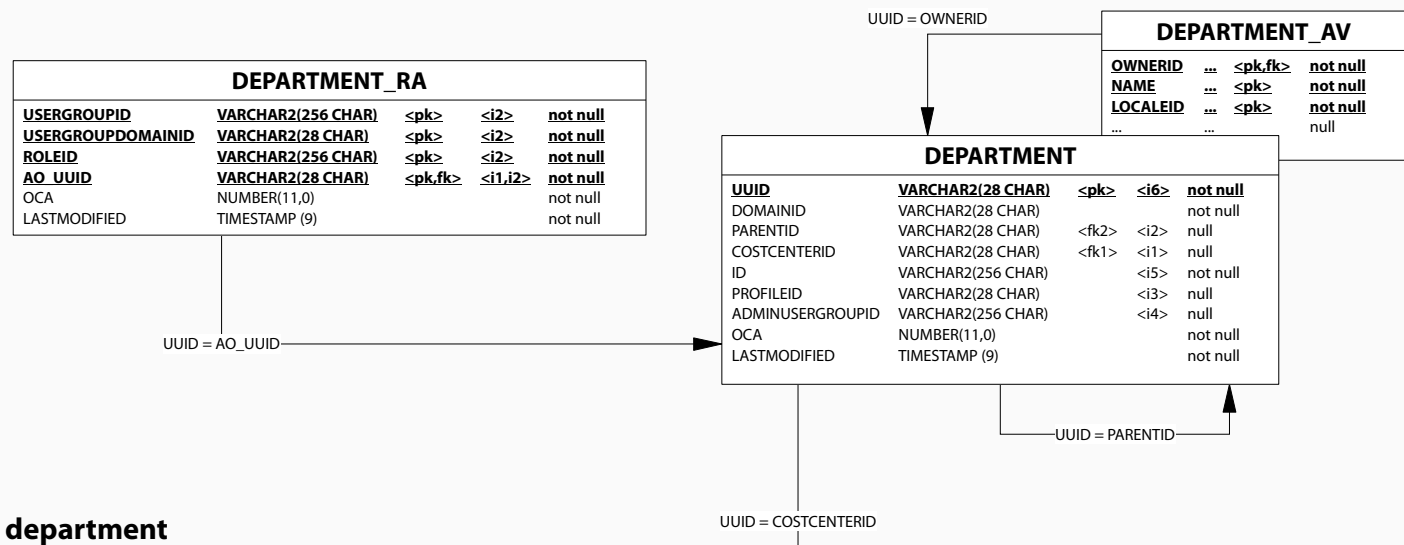 UUID = OWNERID
DEPARTMENT_AV
OWNERID ... <pk,fk> not null
NAME ... <pk> not null
LOCALEID ... <pk> not null
... ... null
DEPARTMENT_RA
USERGROUPID VARCHAR2(256 CHAR) <pk> <i2> not null
USERGROUPDOMAINID VARCHAR2(28 CHAR) <pk> <i2> not null
ROLEID VARCHAR2(256 CHAR) <pk> <i2> not null
AO_UUID VARCHAR2(28 CHAR) <pk,fk> <i1,i2> not null
OCA NUMBER(11,0) not null
LASTMODIFIED TIMESTAMP (9) not null
DEPARTMENT
UUID VARCHAR2(28 CHAR) <pk> <i6> not null
DOMAINID VARCHAR2(28 CHAR) not null
PARENTID VARCHAR2(28 CHAR) <fk2> <i2> null
COSTCENTERID VARCHAR2(28 CHAR) <fk1> <i1> null
ID VARCHAR2(256 CHAR) <i5> not null
PROFILEID VARCHAR2(28 CHAR) <i3> null
ADMINUSERGROUPID VARCHAR2(256 CHAR) <i4> null
OCA NUMBER(11,0) not null
LASTMODIFIED TIMESTAMP (9) not null
UUID = AO_UUID
UUID = PARENTID
UUID = COSTCENTERID
department